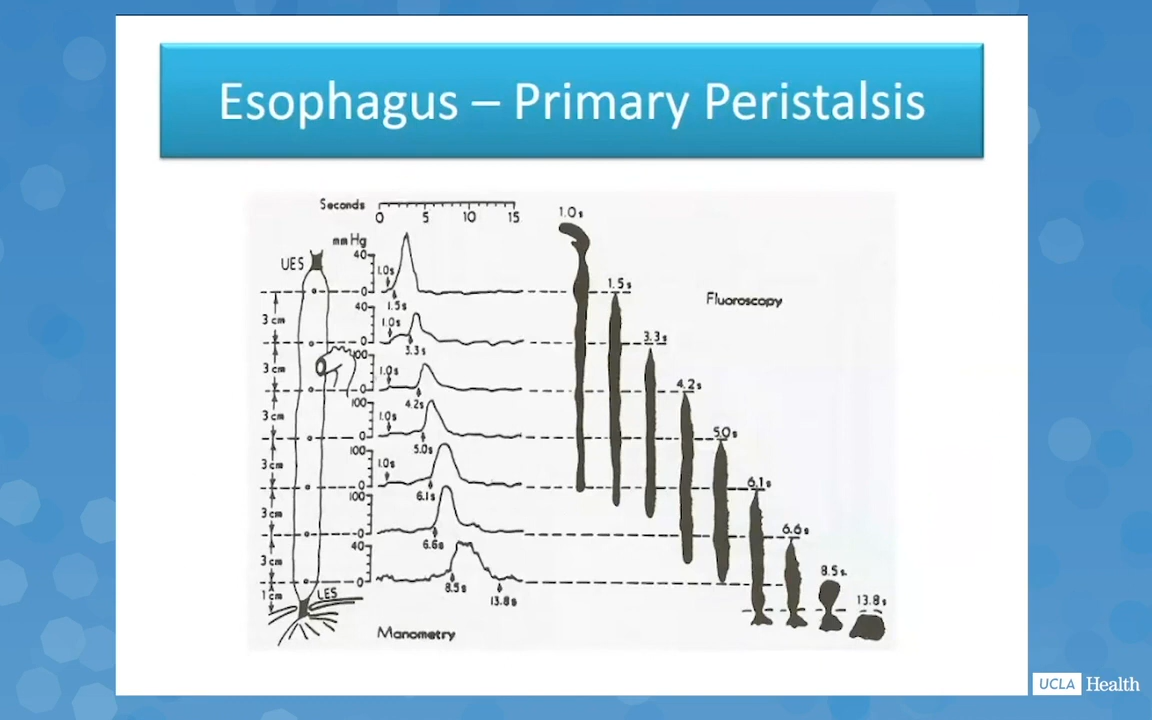 Esophagus – Primary Peristalsis
Seconds
0 5 10 15
1.0s
mm Hg
UES
40
1.0s
0
1.5s
1.5s
Fluoroscopy
3 cm
40
1.0s
0
3.3s
3.3s
3 cm
100
1.0s
0
4.2s
4.2s
3 cm
100
1.0s
0
5.0s
5.0s
3 cm
100
1.0s
0
6.1s
6.1s
3 cm
100
0
6.6s
6.6s
3 cm
40
0
8.5s
8.5s.
1 cm
LES
13.8s
13.8s
Manometry
UCLA Health